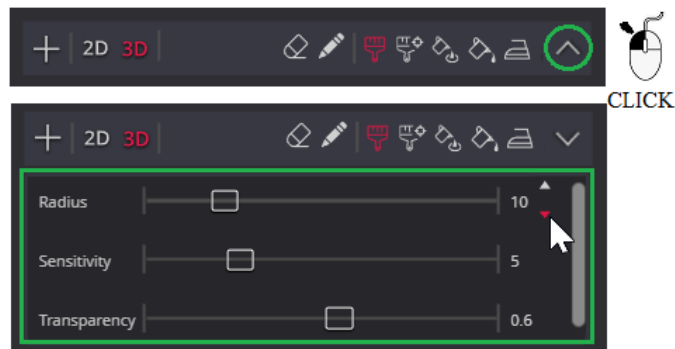 2D 3D
CLICK
2D 3D
Radius 10
Sensitivity 5
Transparency 0.6